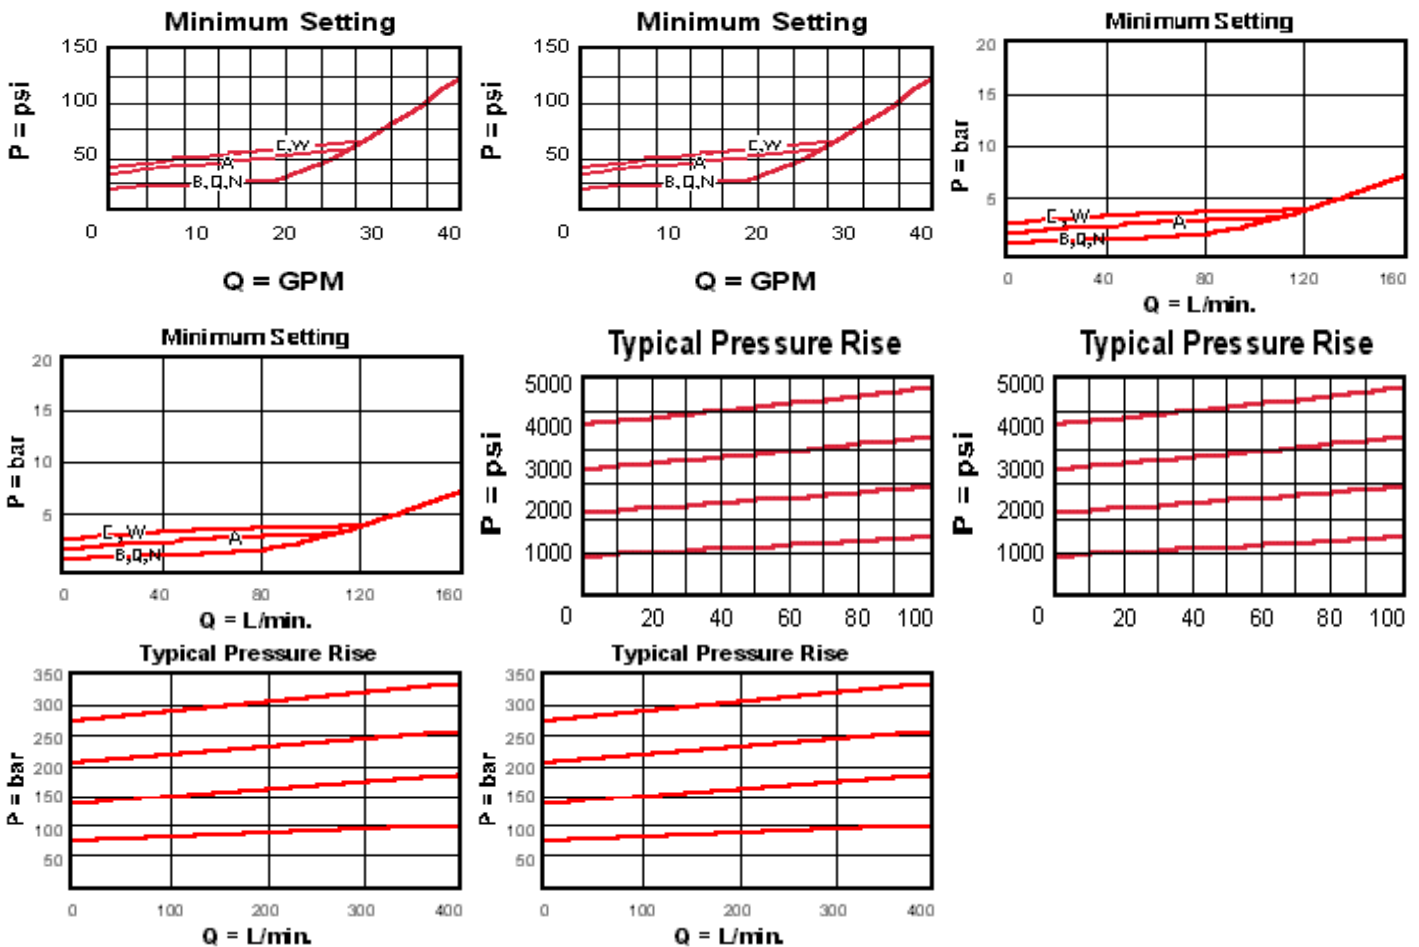 Minimum Setting
150
100
50
0
P = psi
C,W
A
B,Q,N
10 20 30 40
Q = GPM
Minimum Setting
150
100
50
0
P = psi
C,W
A
B,Q,N
10 20 30 40
Q = GPM
Minimum Setting
20
15
10
5
P = bar
C, W
A
B,Q,N
0 40 80 120 160
Q = L/min.
Minimum Setting
20
15
10
5
P = bar
C, W
A
B,Q,N
0 40 80 120 160
Q = L/min.
Typical Pressure Rise
5000
4000
3000
2000
1000
P = psi
0 20 40 60 80 100
Typical Pressure Rise
5000
4000
3000
2000
1000
P = psi
0 20 40 60 80 100
Typical Pressure Rise
350
300
250
200
150
100
50
P = bar
0 100 200 300 400
Q = L/min.
Typical Pressure Rise
350
300
250
200
150
100
50
P = bar
0 100 200 300 400
Q = L/min.